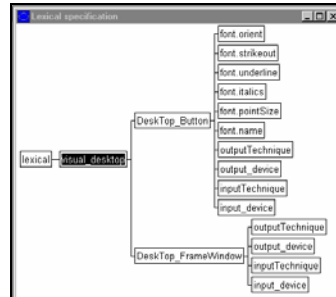 Lexical specification
font.orient
font.strikeout
font.underline
font.italics
font.pointSize
font.name
outputTechnique
output_device
inputTechnique
input_device
DeskTop_Button
lexical
visual_desktop
DeskTop_FrameWindow
outputTechnique
output_device
inputTechnique
input_device